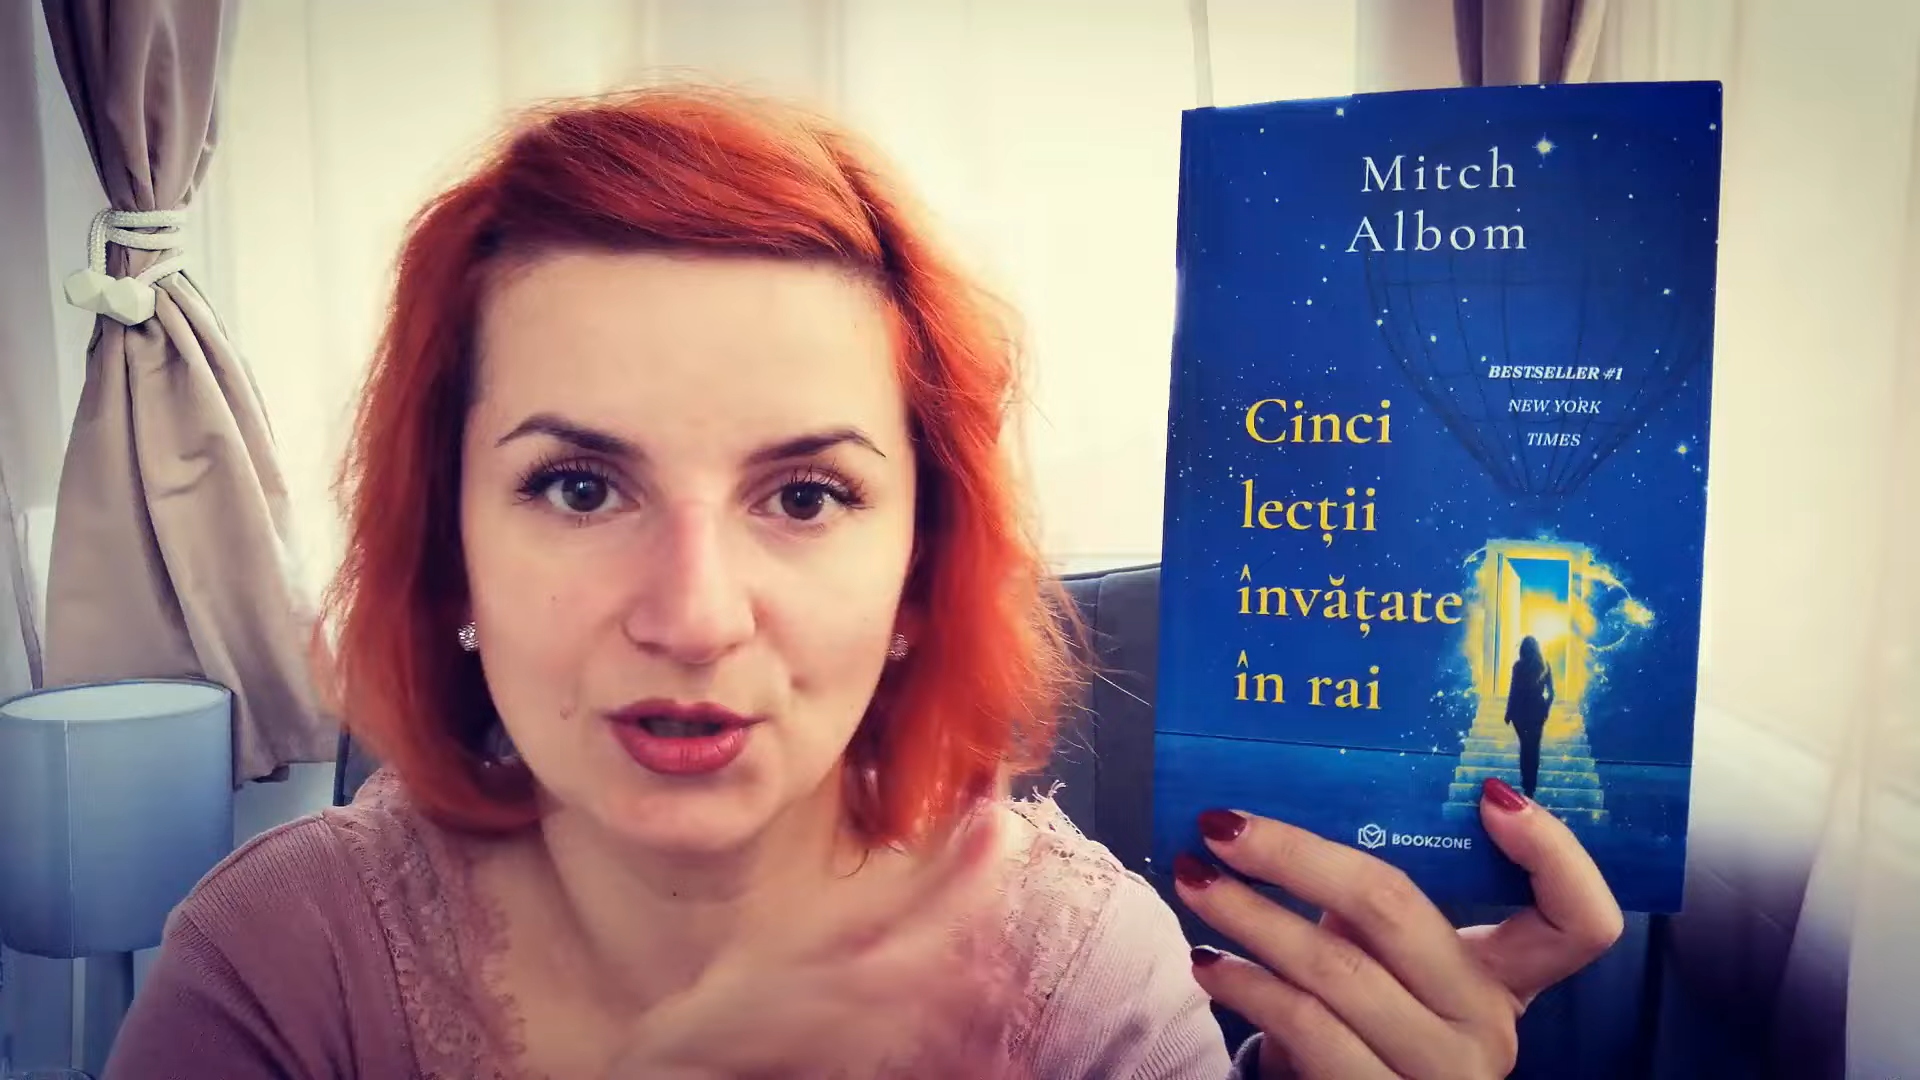 Mitch
Albom
BESTSELLER #1
NEW YORK
TIMES
Cinci
lecții
învățate
în rai
BOOKZONE